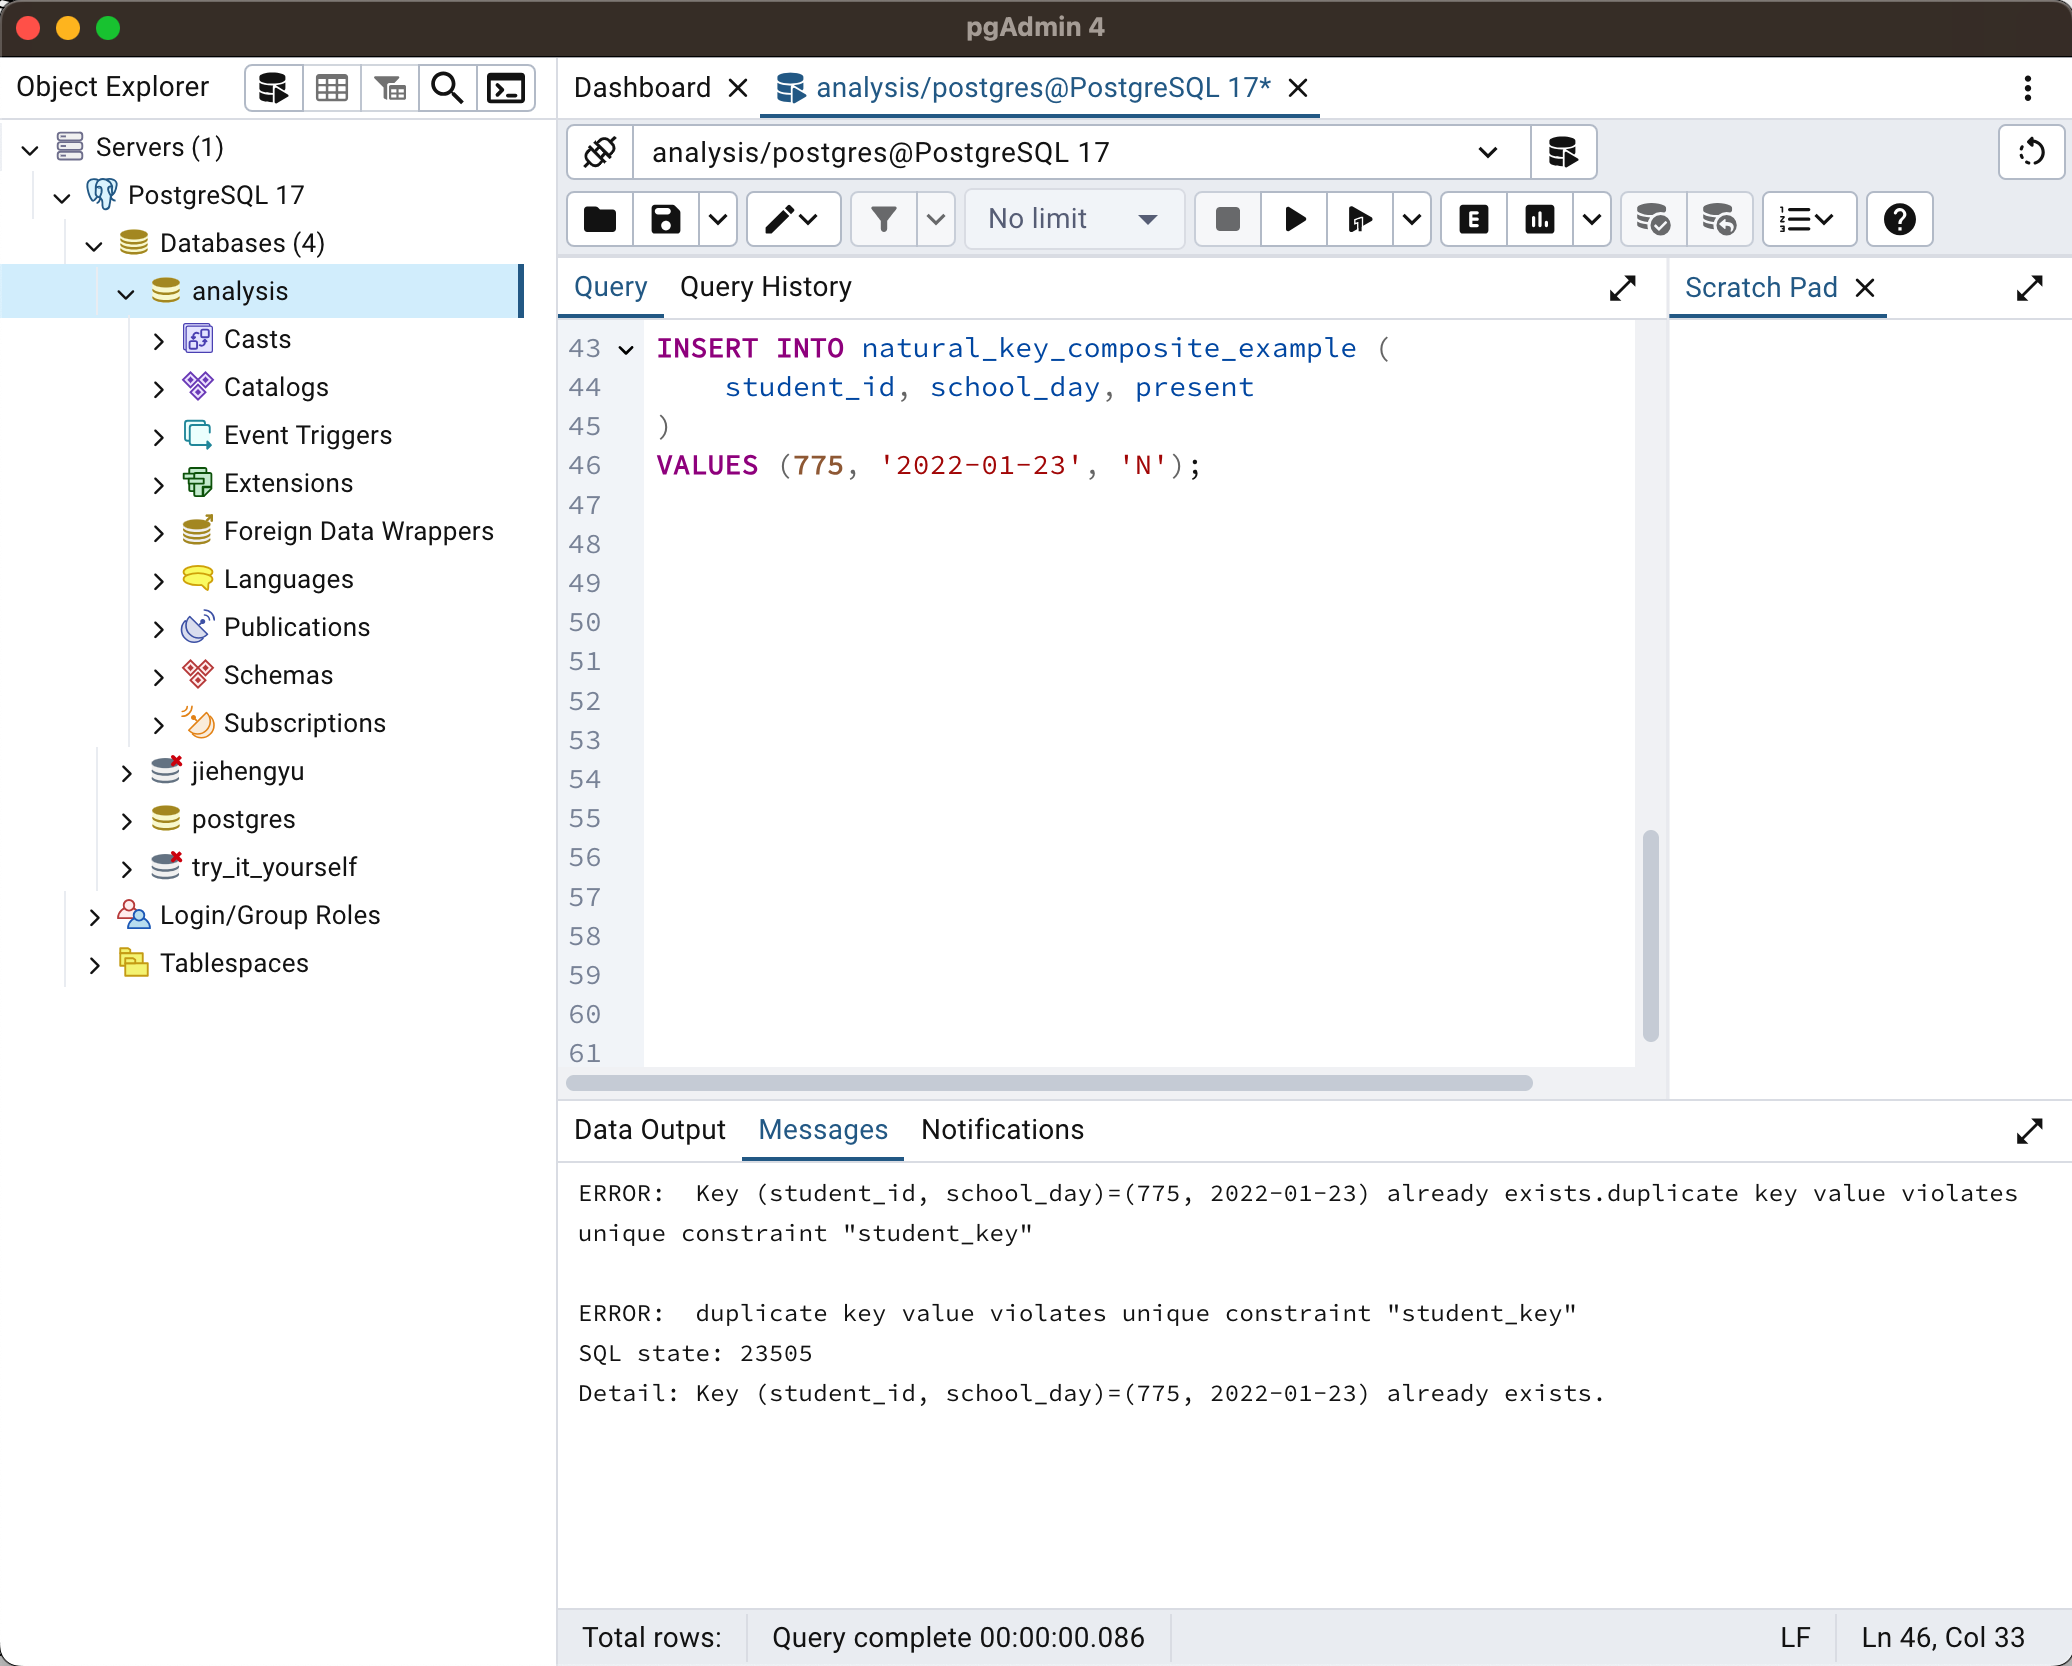 pgAdmin 4
Object Explorer
Dashboard
analysis/postgres@PostgreSQL 17*
Servers (1)
PostgreSQL 17
Databases (4)
analysis
Casts
Catalogs
Event Triggers
Extensions
Foreign Data Wrappers
Languages
Publications
Schemas
Subscriptions
jiehengyu
postgres
try_it_yourself
Login/Group Roles
Tablespaces
analysis/postgres@PostgreSQL 17
No limit
E
Query
Query History
Scratch Pad
43 INSERT INTO natural_key_composite_example (
44 student_id, school_day, present
45 )
46 VALUES (775, '2022-01-23', 'N');
47
48
49
50
51
52
53
54
55
56
57
58
59
60
61
Data Output
Messages
Notifications
ERROR:  Key (student_id, school_day)=(775, 2022-01-23) already exists.duplicate key value violates
unique constraint "student_key"
ERROR:  duplicate key value violates unique constraint "student_key"
SQL state: 23505
Detail: Key (student_id, school_day)=(775, 2022-01-23) already exists.
Total rows:
Query complete 00:00:00.086
LF
Ln 46, Col 33